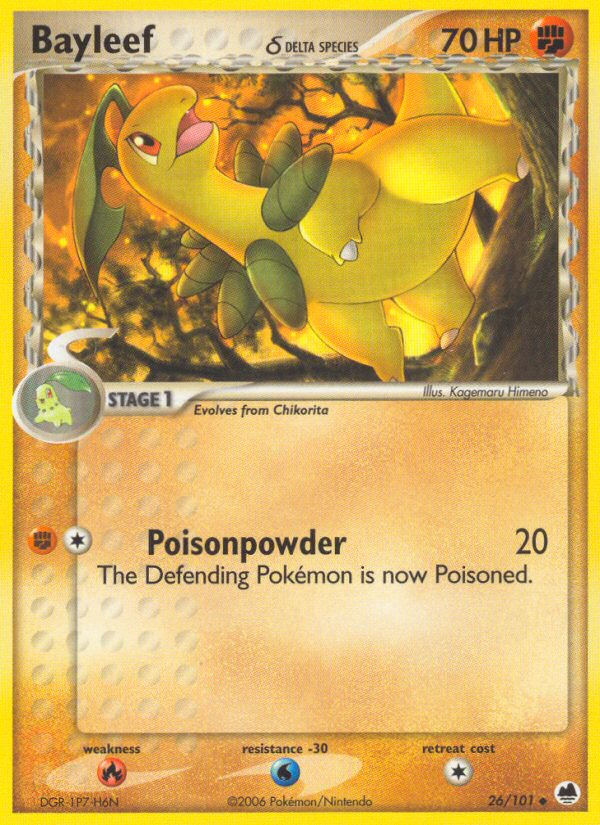 Bayleef δ DELTA SPECIES 70 HP
Illus. Kagemaru Himeno
STAGE 1
Evolves from Chikorita
Poisonpowder 20
The Defending Pokémon is now Poisoned.
weakness resistance -30 retreat cost
DGR-1P7-H6N ©2006 Pokémon/Nintendo 26/101